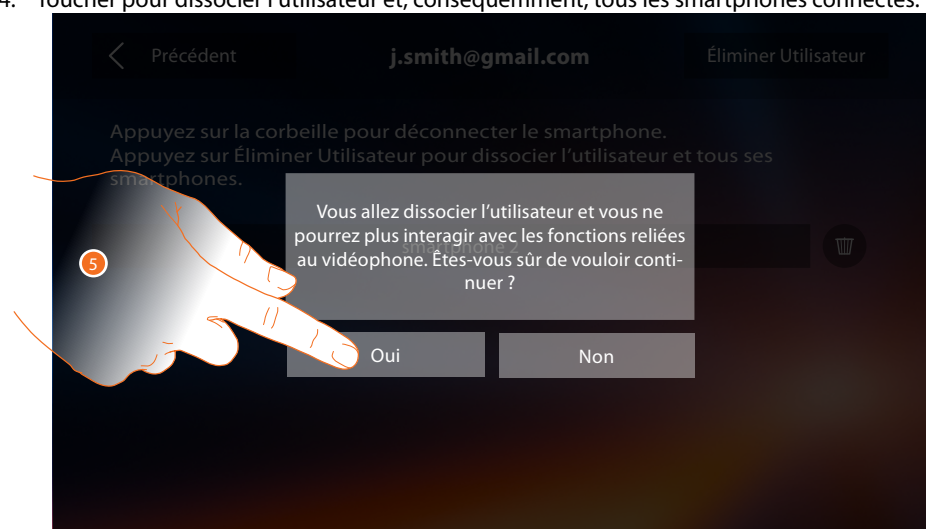 4. Toucher pour dissocier l'utilisateur et, conséquemment, tous les smartphones connectés.
Précédent
j.smith@gmail.com
Éliminer Utilisateur
Appuyez sur la corbeille pour déconnecter le smartphone.
Appuyez sur Éliminer Utilisateur pour dissocier l'utilisateur et tous ses
smartphones.
Vous allez dissocier l'utilisateur et vous ne
pourrez plus interagir avec les fonctions reliées
smartphone 2
au vidéophone. Êtes-vous sûr de vouloir conti-
nuer ?
5
Oui
Non